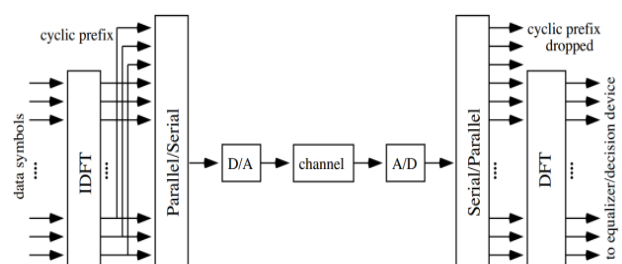 cyclic prefix
data symbols
IDFT
Parallel/Serial
D/A
channel
A/D
Serial/Parallel
cyclic prefix
dropped
DFT
to equalizer/decision device